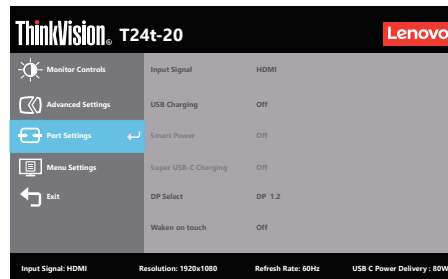 ThinkVision® T24t-20
Lenovo
Monitor Controls Input Signal HDMI
Advanced Settings USB Charging Off
Port Settings Smart Power Off
Menu Settings Super USB-C Charging Off
Exit DP Select DP 1.2
Waken on touch Off
Input Signal: HDMI Resolution: 1920x1080 Refresh Rate: 60Hz USB C Power Delivery : 80W